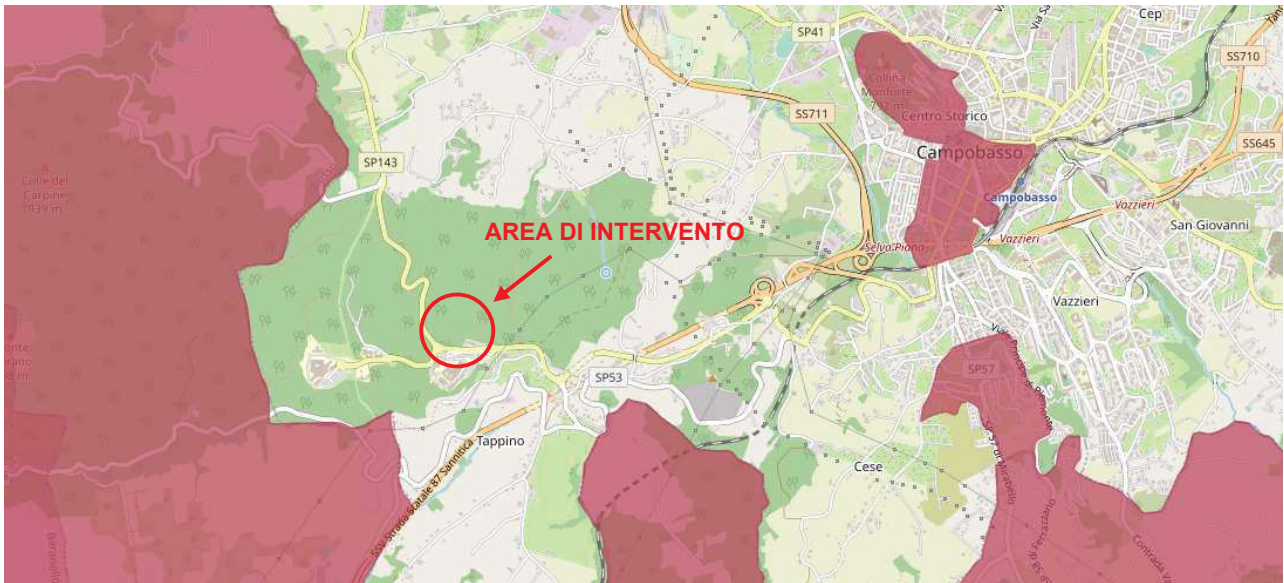 Cep
SP41
SS710
SS711
Collina
Monforte
792 m
Centro Storico
Campobasso
SS645
SP143
Colle del
Carpine
939 m
Campobasso
Vazzieri
San Giovanni
AREA DI INTERVENTO
Selva Piana
Vazzieri
Vazzieri
SP53
SP57
Tappino
Cese
Strada Statale 87 Sannitica
Baranello